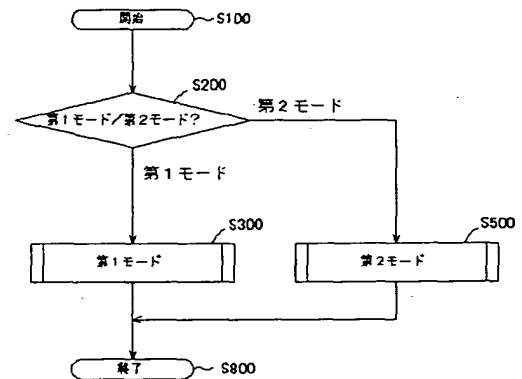 開始
S100
S200
第1モード/第2モード?
第2モード
第1モード
S300
第1モード
S500
第2モード
終了
S800